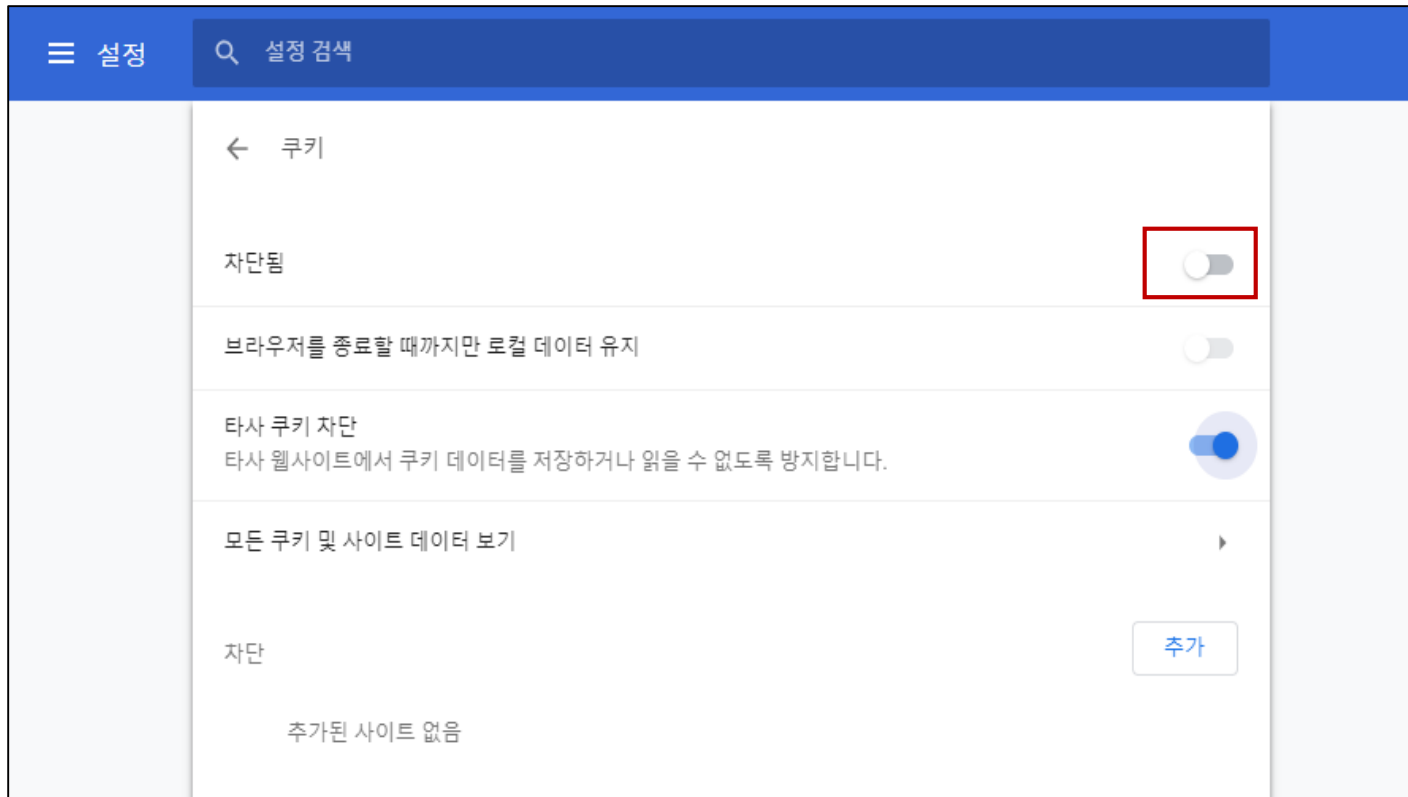 설정
설정 검색
쿠키
차단됨
브라우저를 종료할 때까지만 로컬 데이터 유지
타사 쿠키 차단
타사 웹사이트에서 쿠키 데이터를 저장하거나 읽을 수 없도록 방지합니다.
모든 쿠키 및 사이트 데이터 보기
차단
추가
추가된 사이트 없음